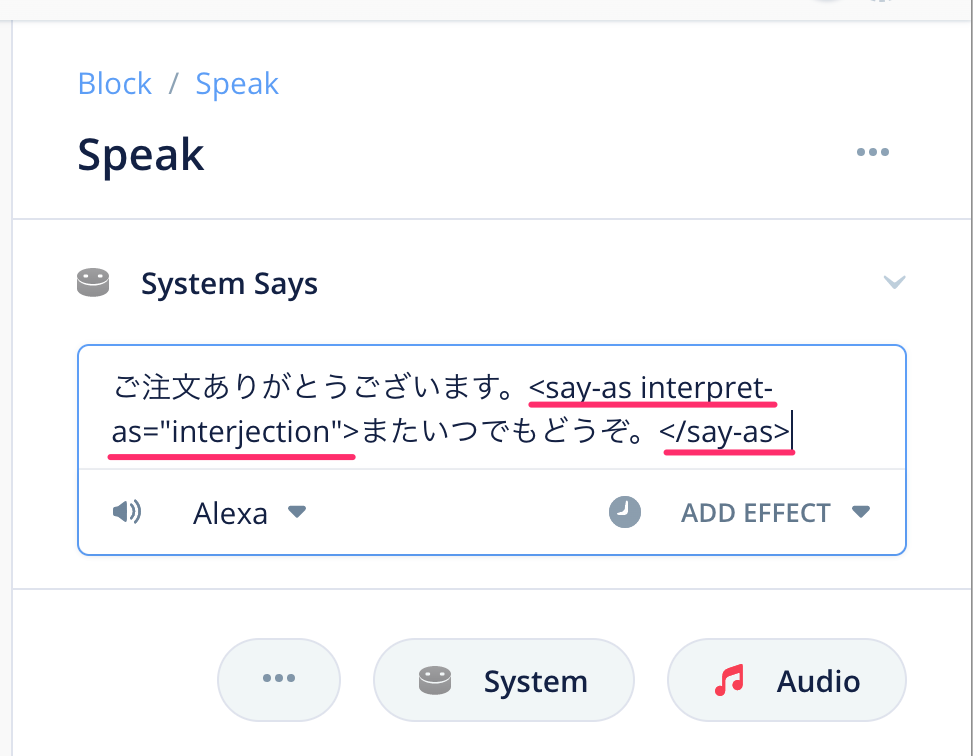 Block / Speak
Speak
System Says
ご注文ありがとうございます。<say-as interpret-
as="interjection">またいつでもどうぞ。</say-as>
Alexa ADD EFFECT
System Audio